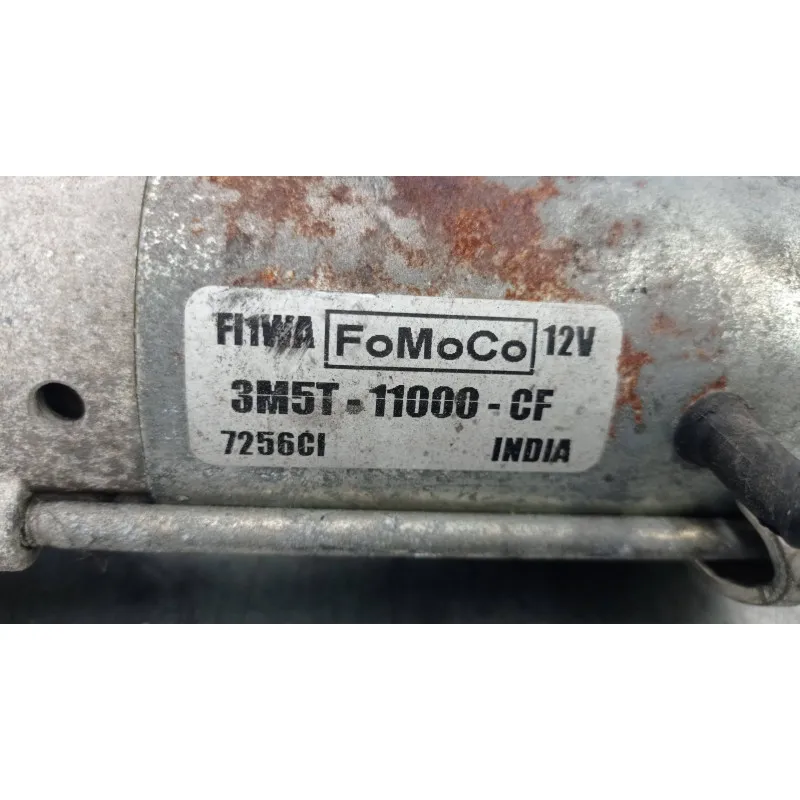 FI1WA FoMoCo 12V
3M5T - 11000 - CF
7256CI INDIA